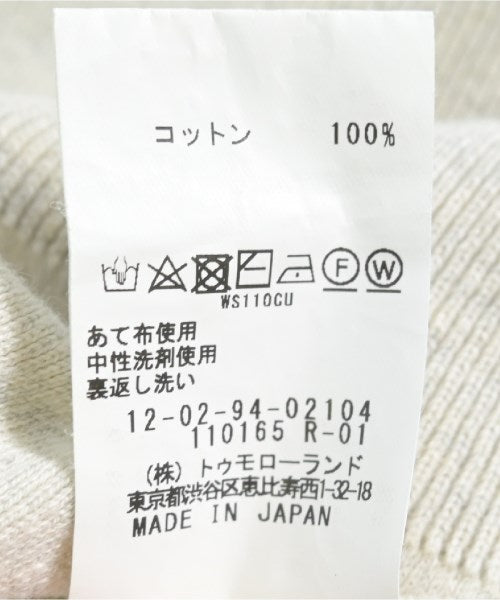 コットン 100%
F W
WS110CU
あて布使用
中性洗剤使用
裏返し洗い
12-02-94-02104
110165 R-01
(株) トゥモローランド
東京都渋谷区恵比寿西1-32-18
MADE IN JAPAN